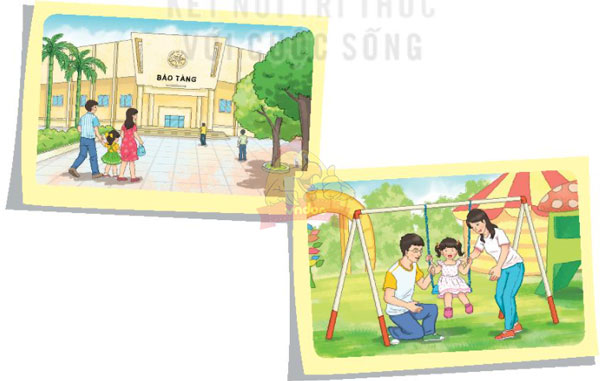 KẾT NỐI TRI THỨC
VỚI CUỘC SỐNG
BẢO TÀNG